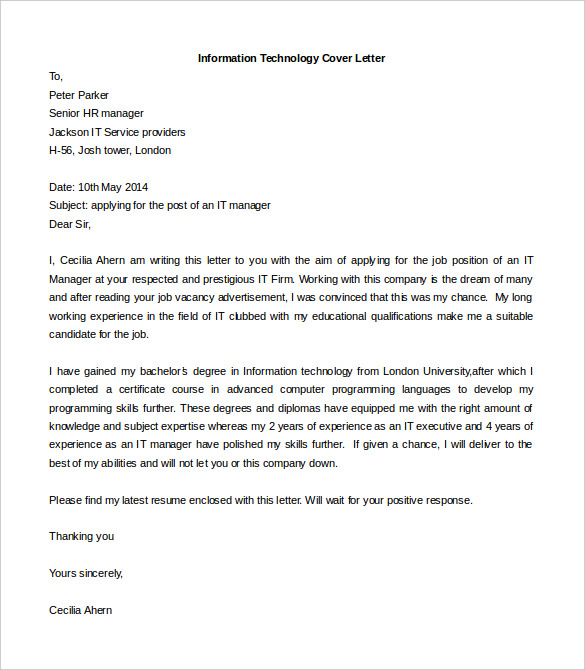 Information Technology Cover Letter
To,
Peter Parker
Senior HR manager
Jackson IT Service providers
H-56, Josh tower, London
Date: 10th May 2014
Subject: applying for the post of an IT manager
Dear Sir,
I, Cecilia Ahern am writing this letter to you with the aim of applying for the job position of an IT
Manager at your respected and prestigious IT Firm. Working with this company is the dream of many
and after reading your job vacancy advertisement, I was convinced that this was my chance.  My long
working experience in the field of IT clubbed with my educational qualifications make me a suitable
candidate for the job.
I have gained my bachelor's degree in Information technology from London University,after which I
completed a certificate course in advanced computer programming languages to develop my
programming skills further. These degrees and diplomas have equipped me with the right amount of
knowledge and subject expertise whereas my 2 years of experience as an IT executive and 4 years of
experience as an IT manager have polished my skills further.  If given a chance, I will deliver to the
best of my abilities and will not let you or this company down.
Please find my latest resume enclosed with this letter. Will wait for your positive response.
Thanking you
Yours sincerely,
Cecilia Ahern